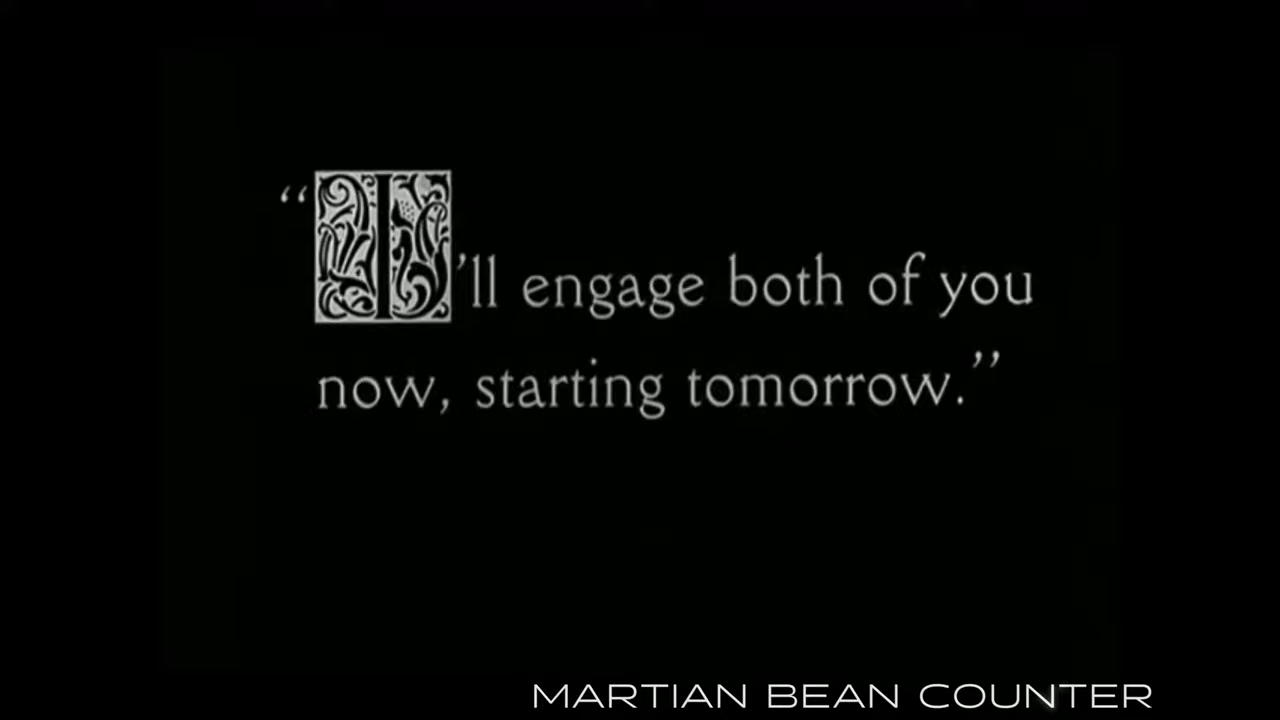 “I’ll engage both of you
now, starting tomorrow.”
MARTIAN BEAN COUNTER